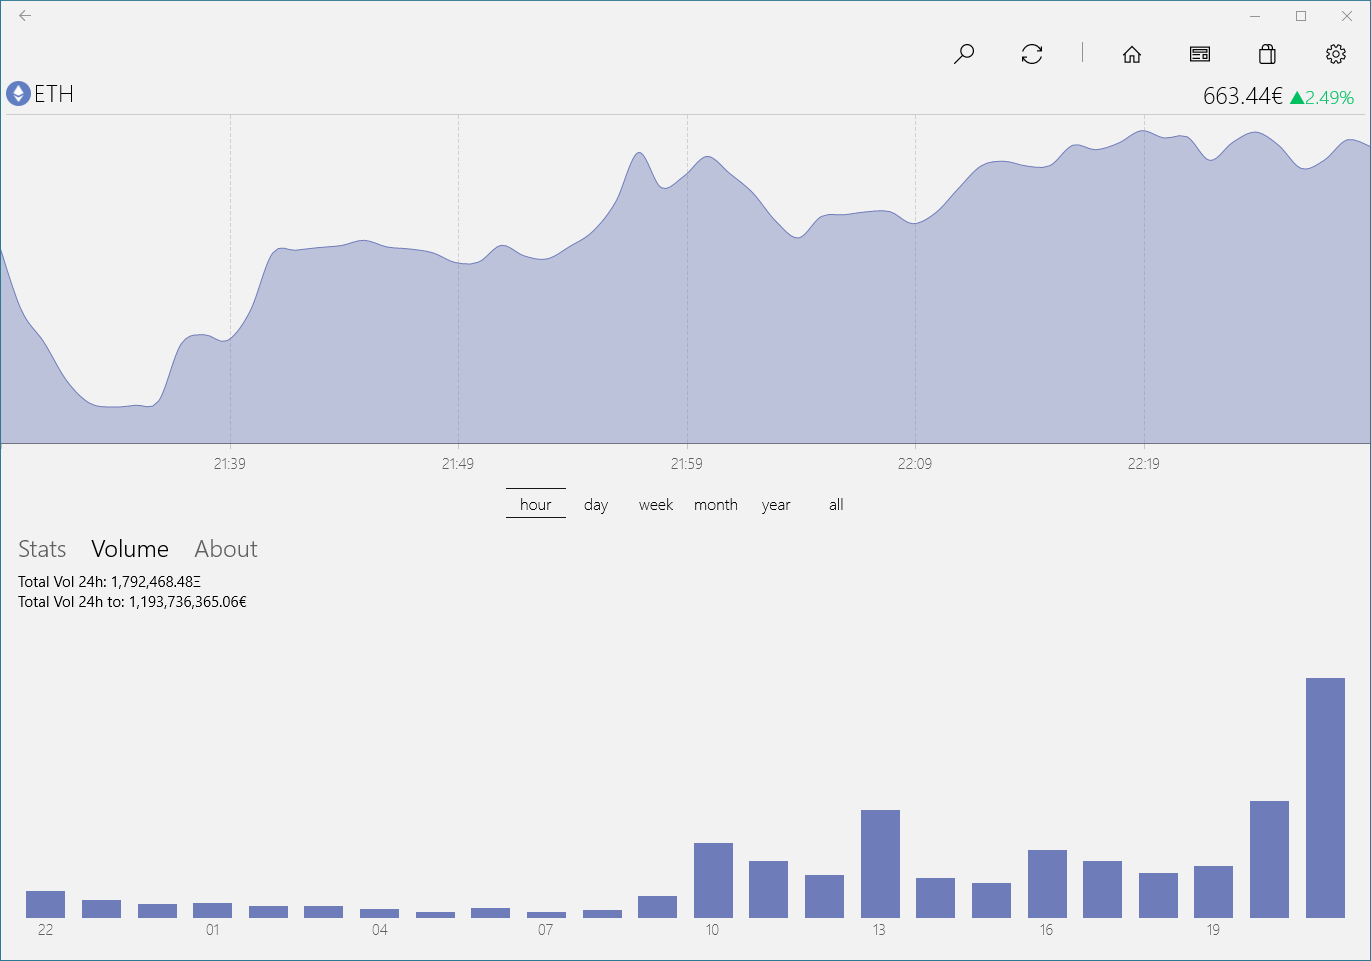 ETH
663.44€ ▲2.49%
21:39 21:49 21:59 22:09 22:19
hour day week month year all
Stats Volume About
Total Vol 24h: 1,792,468.48Ξ
Total Vol 24h to: 1,193,736,365.06€
22 01 04 07 10 13 16 19